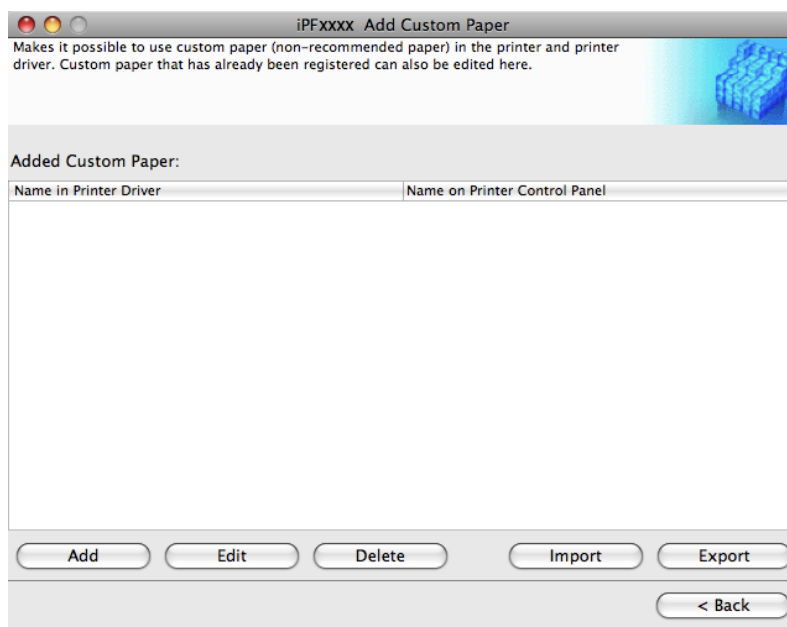 iPFxxxx Add Custom Paper
Makes it possible to use custom paper (non-recommended paper) in the printer and printer
driver. Custom paper that has already been registered can also be edited here.
Added Custom Paper:
Name in Printer Driver Name on Printer Control Panel
Add Edit Delete Import Export
< Back